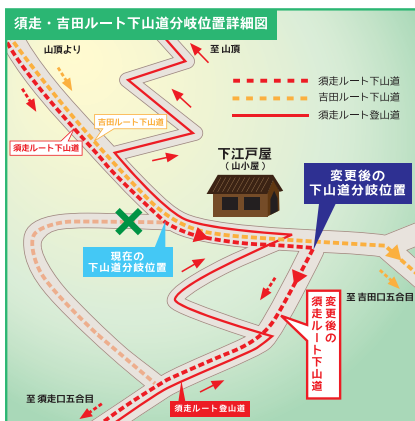 須走・吉田ルート下山道分岐位置詳細図
山頂より
至 山頂
須走ルート下山道
吉田ルート下山道
須走ルート登山道
吉田ルート下山道
須走ルート下山道
下江戸屋
(山小屋)
変更後の
下山道分岐位置
現在の
下山道分岐位置
至 吉田口五合目
変更後の
須走ルート下山道
至 須走口五合目
須走ルート登山道